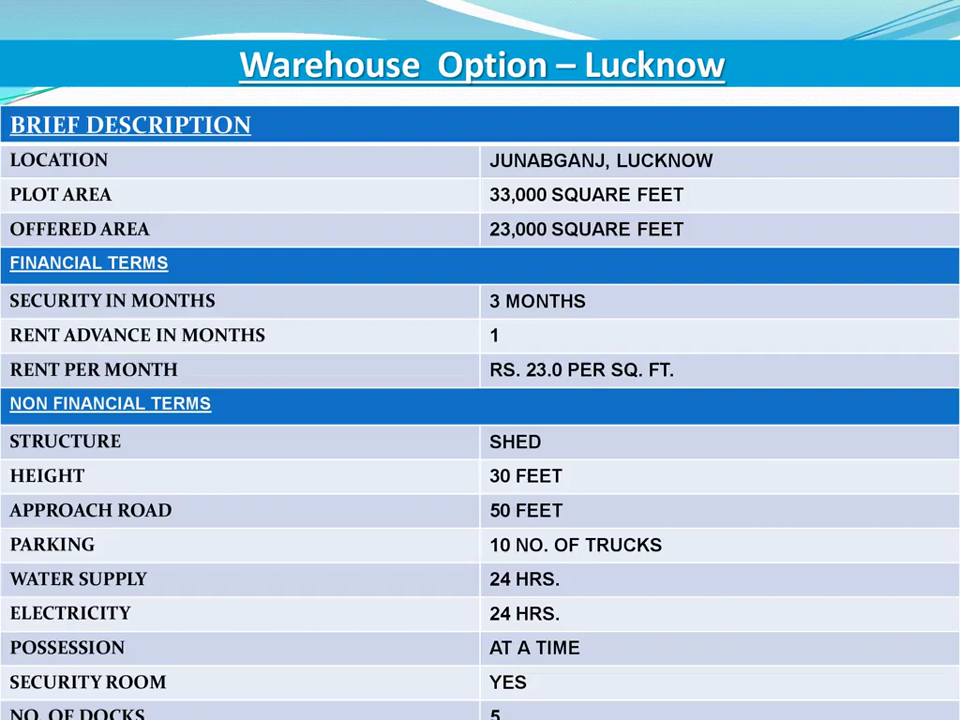 Warehouse Option – Lucknow
BRIEF DESCRIPTION
LOCATION JUNABGANJ, LUCKNOW
PLOT AREA 33,000 SQUARE FEET
OFFERED AREA 23,000 SQUARE FEET
FINANCIAL TERMS
SECURITY IN MONTHS 3 MONTHS
RENT ADVANCE IN MONTHS 1
RENT PER MONTH RS. 23.0 PER SQ. FT.
NON FINANCIAL TERMS
STRUCTURE SHED
HEIGHT 30 FEET
APPROACH ROAD 50 FEET
PARKING 10 NO. OF TRUCKS
WATER SUPPLY 24 HRS.
ELECTRICITY 24 HRS.
POSSESSION AT A TIME
SECURITY ROOM YES
NO. OF DOCKS 5